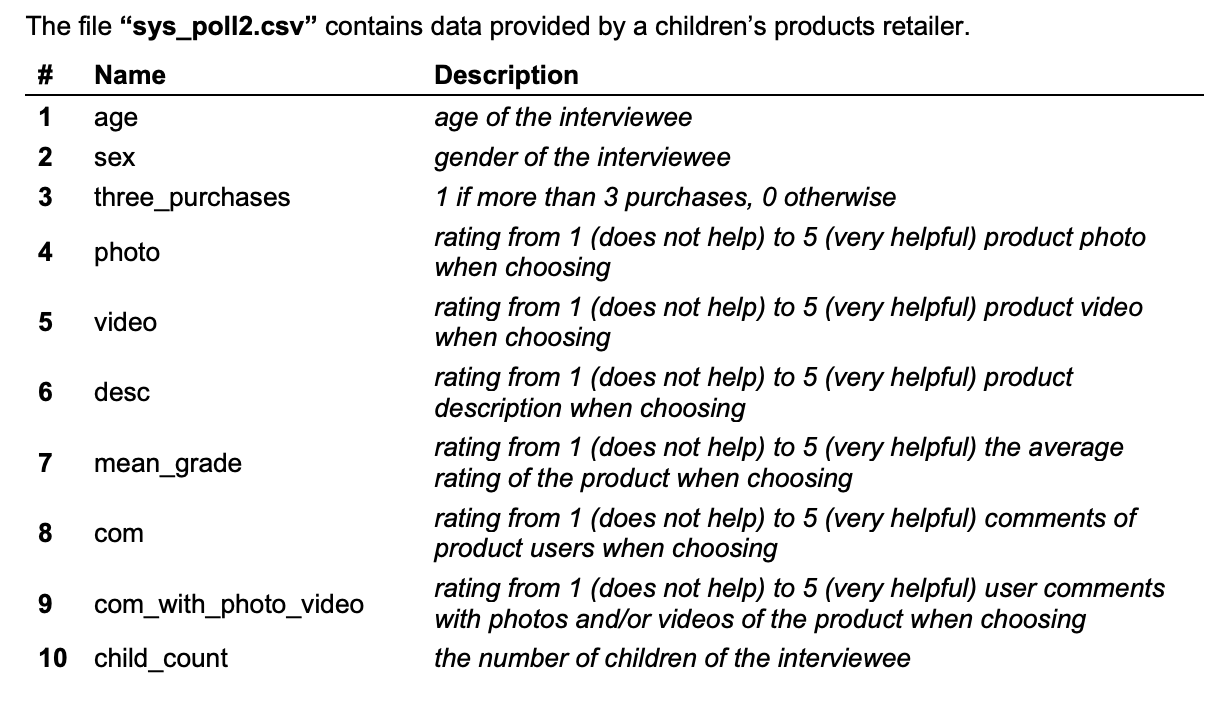 The file “sys_poll2.csv” contains data provided by a children’s products retailer.
# Name Description
1 age age of the interviewee
2 sex gender of the interviewee
3 three_purchases 1 if more than 3 purchases, 0 otherwise
4 photo rating from 1 (does not help) to 5 (very helpful) product photo
when choosing
5 video rating from 1 (does not help) to 5 (very helpful) product video
when choosing
6 desc rating from 1 (does not help) to 5 (very helpful) product
description when choosing
7 mean_grade rating from 1 (does not help) to 5 (very helpful) the average
rating of the product when choosing
8 com rating from 1 (does not help) to 5 (very helpful) comments of
product users when choosing
9 com_with_photo_video rating from 1 (does not help) to 5 (very helpful) user comments
with photos and/or videos of the product when choosing
10 child_count the number of children of the interviewee